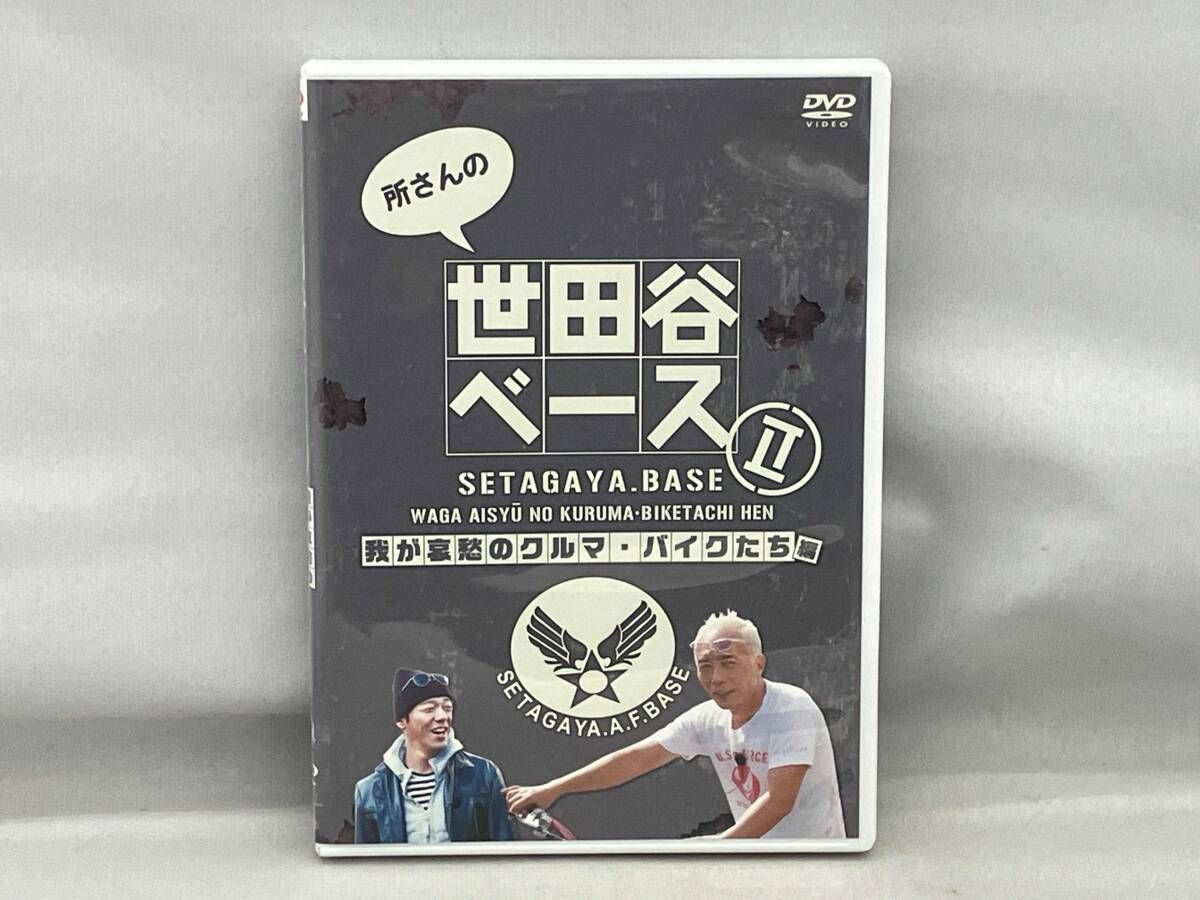 DVD
VIDEO
所さんの
世田谷
ベース
II
SETAGAYA.BASE
WAGA AISYŪ NO KURUMA・BIKETACHI HEN
我が哀愁のクルマ・バイクたち編
SETAGAYA.A.F.BASE